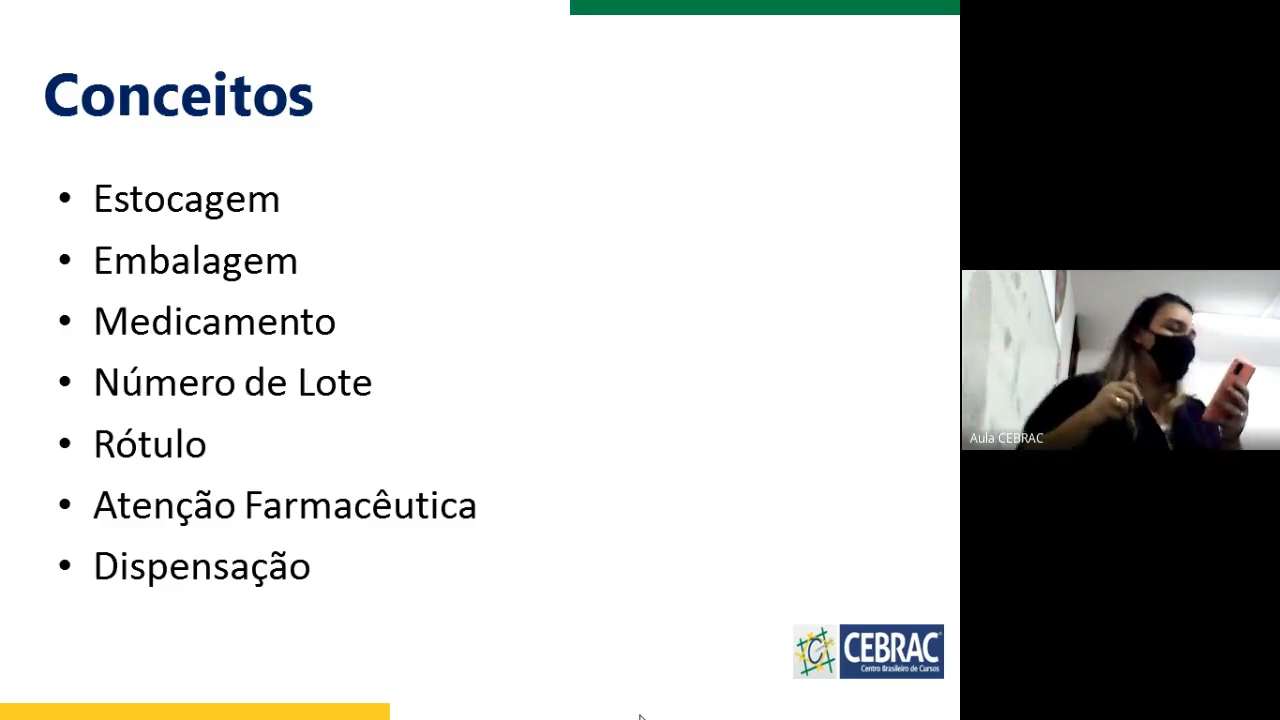 Conceitos
• Estocagem
• Embalagem
• Medicamento
• Número de Lote
• Rótulo
• Atenção Farmacêutica
• Dispensação
CEBRAC
Centro Brasileiro de Cursos
Aula CEBRAC